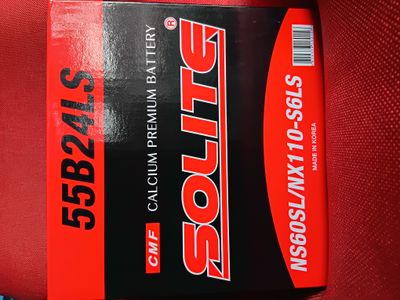 55B24LS
CMF CALCIUM PREMIUM BATTERY
SOLITE®
NS60SL/NX110-S6LS
MADE IN KOREA